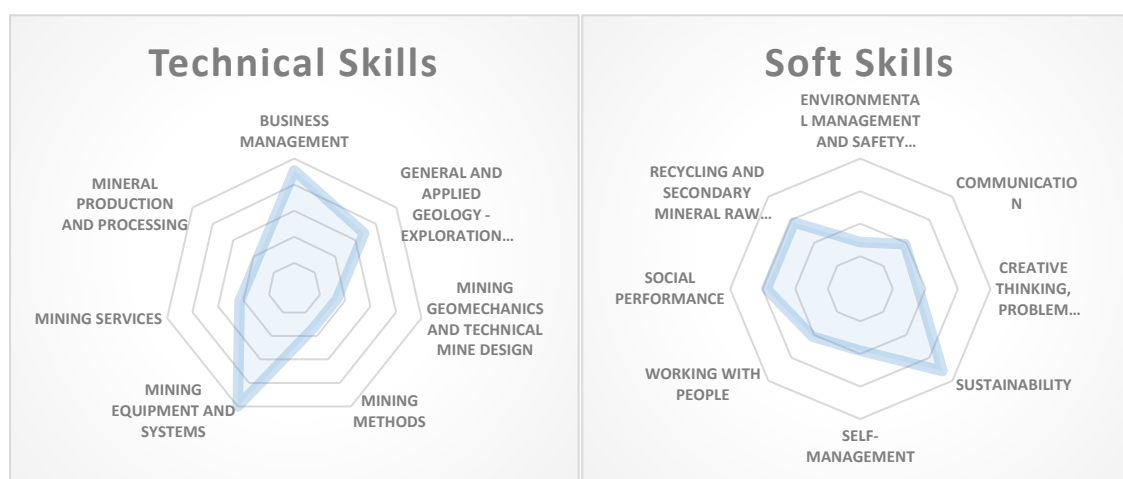 Technical Skills
BUSINESS
MANAGEMENT
GENERAL AND
APPLIED
GEOLOGY -
EXPLORATION…
MINING
GEOMECHANICS
AND TECHNICAL
MINE DESIGN
MINING
METHODS
MINING
EQUIPMENT AND
SYSTEMS
MINING SERVICES
MINERAL
PRODUCTION
AND PROCESSING
Soft Skills
ENVIRONMENTA
L MANAGEMENT
AND SAFETY…
COMMUNICATIO
N
CREATIVE
THINKING,
PROBLEM…
SUSTAINABILITY
SELF-
MANAGEMENT
WORKING WITH
PEOPLE
SOCIAL
PERFORMANCE
RECYCLING AND
SECONDARY
MINERAL RAW…